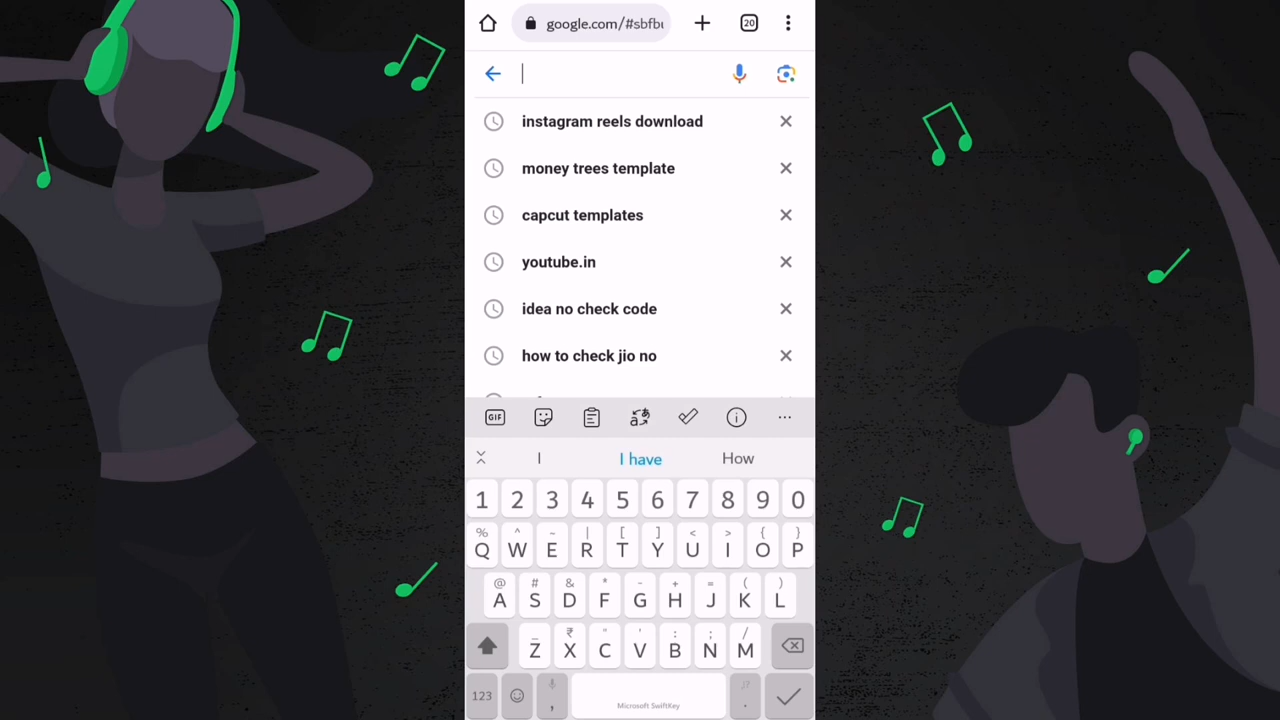 google.com/#sbfbu
20
instagram reels download
money trees template
capcut templates
youtube.in
idea no check code
how to check jio no
GIF
I
I have
How
1 2 3 4 5 6 7 8 9 0
% ^ ~ | [ ] < > { }
Q W E R T Y U I O P
@ # & * - + = ( )
A S D F G H J K L
_ ₹ " ' : ; /
Z X C V B N M
123 , Microsoft SwiftKey .